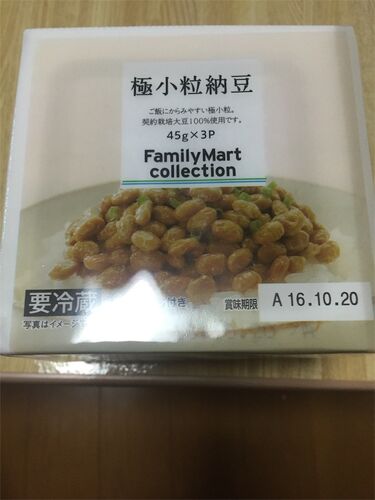 極小粒納豆
ご飯にからみやすい極小粒。
契約栽培大豆100%使用です。
45g×3P
FamilyMart
collection
要冷蔵
付き
賞味期限 A 16.10.20
写真はイメージ